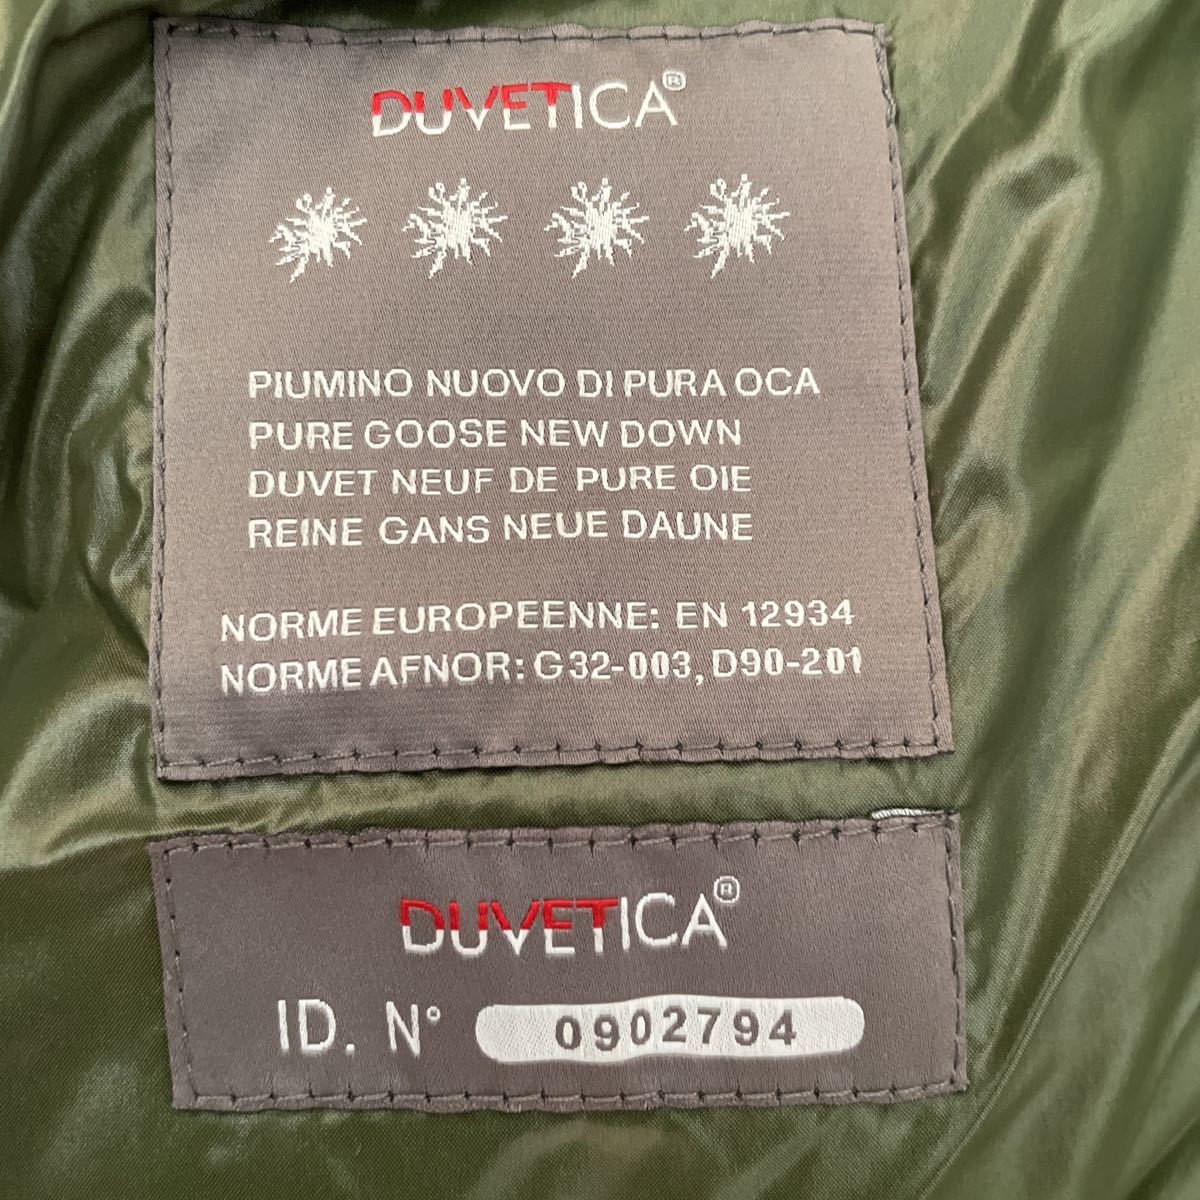 DUVETICA®
PIUMINO NUOVO DI PURA OCA
PURE GOOSE NEW DOWN
DUVET NEUF DE PURE OIE
REINE GANS NEUE DAUNE
NORME EUROPEENNE: EN 12934
NORME AFNOR: G32-003, D90-201
DUVETICA®
ID. N° 0902794